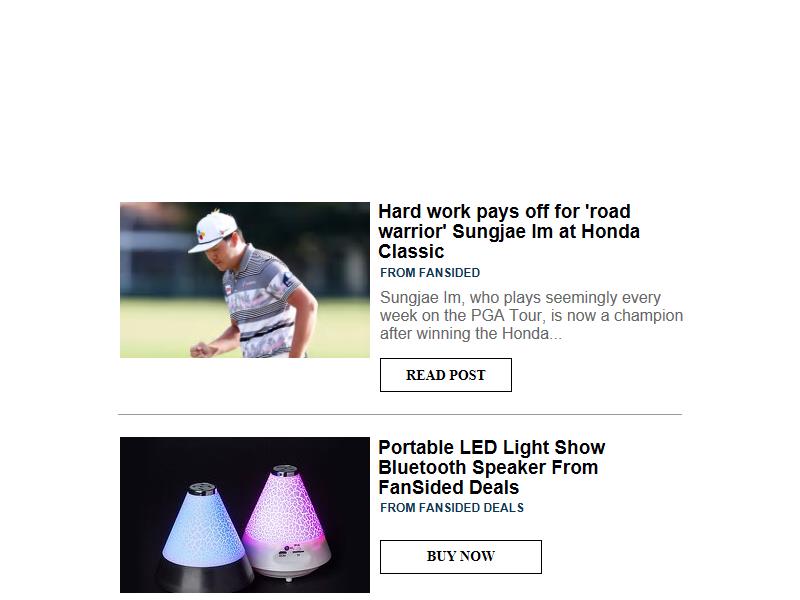 Hard work pays off for 'road
warrior' Sungjae Im at Honda
Classic
FROM FANSIDED
Sungjae Im, who plays seemingly every
week on the PGA Tour, is now a champion
after winning the Honda...
READ POST
Portable LED Light Show
Bluetooth Speaker From
FanSided Deals
FROM FANSIDED DEALS
BUY NOW